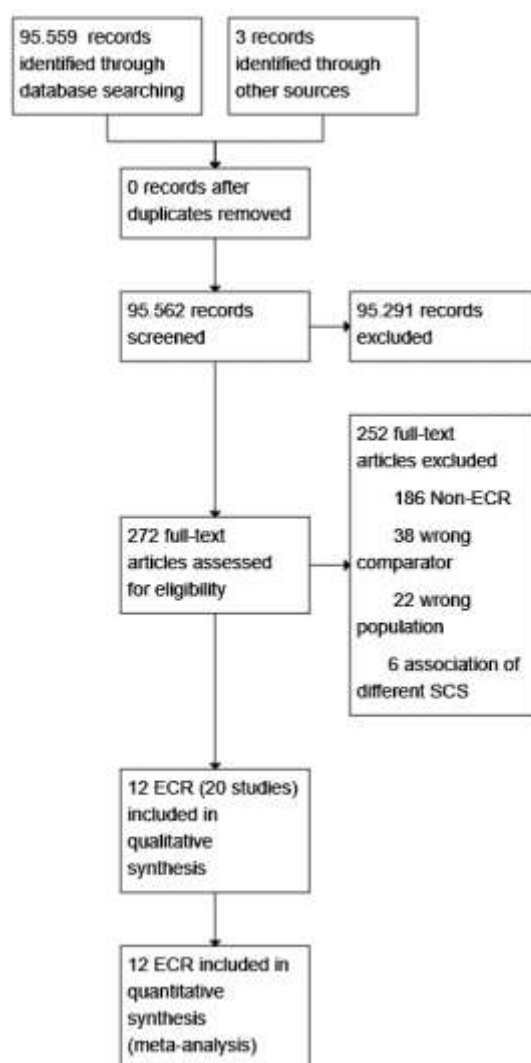 95.559 records
identified through
database searching
3 records
identified through
other sources
0 records after
duplicates removed
95.562 records
screened
95.291 records
excluded
272 full-text
articles assessed
for eligibility
252 full-text
articles excluded
186 Non-ECR
38 wrong
comparator
22 wrong
population
6 association of
different SCS
12 ECR (20 studies)
included in
qualitative
synthesis
12 ECR included in
quantitative
synthesis
(meta-analysis)